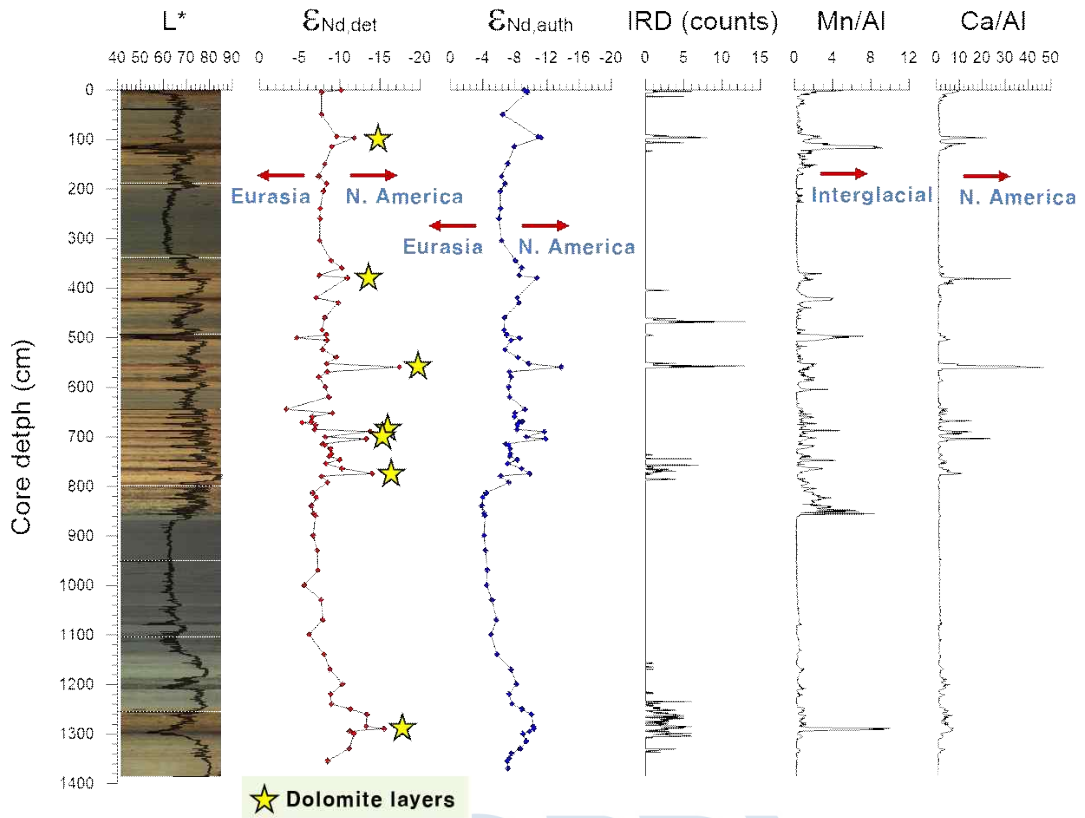 L* εNd,det εNd,auth IRD (counts) Mn/Al Ca/Al
40 50 60 70 80 90 0 -5 -10 -15 -20 0 -4 -8 -12 -16 -20 0 5 10 15 0 4 8 12 0 10 20 30 40 50
0
100
200
300
400
500
600
700
800
900
1000
1100
1200
1300
1400
Core detph (cm)
Eurasia N. America
Eurasia N. America
Interglacial
N. America
Dolomite layers